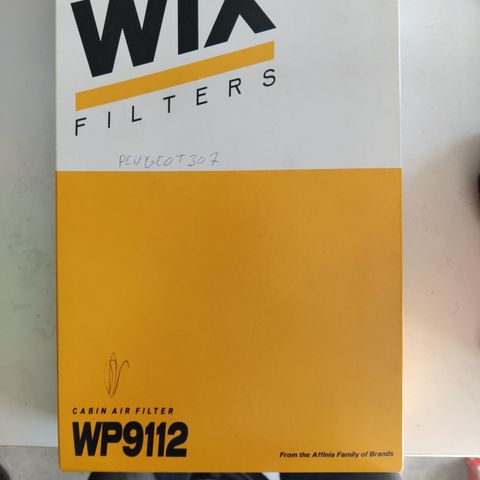 WIX
FILTERS
PEUGEOT 307
CABIN AIR FILTER
WP9112
From the Affinia Family of Brands